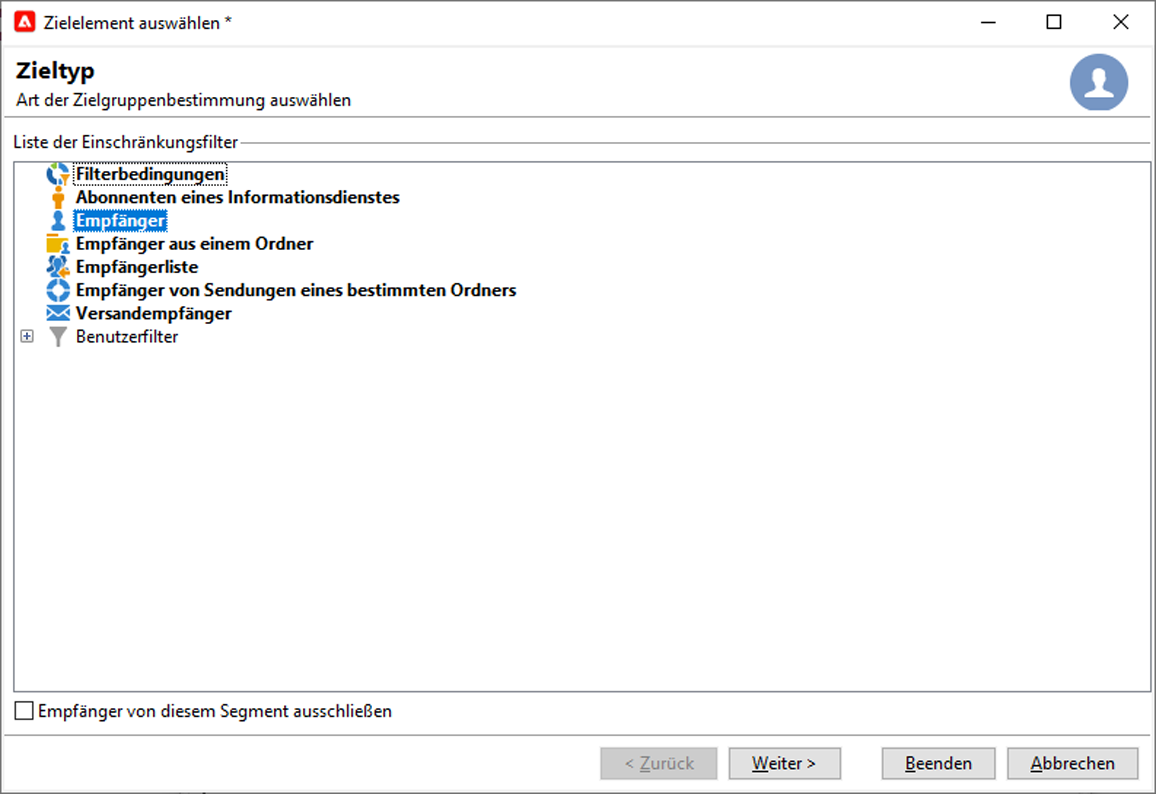 Zielelement auswählen *
Zieltyp
Art der Zielgruppenbestimmung auswählen
Liste der Einschränkungsfilter
Filterbedingungen
Abonnenten eines Informationsdienstes
Empfänger
Empfänger aus einem Ordner
Empfängerliste
Empfänger von Sendungen eines bestimmten Ordners
Versandempfänger
Benutzerfilter
Empfänger von diesem Segment ausschließen
< Zurück Weiter > Beenden Abbrechen